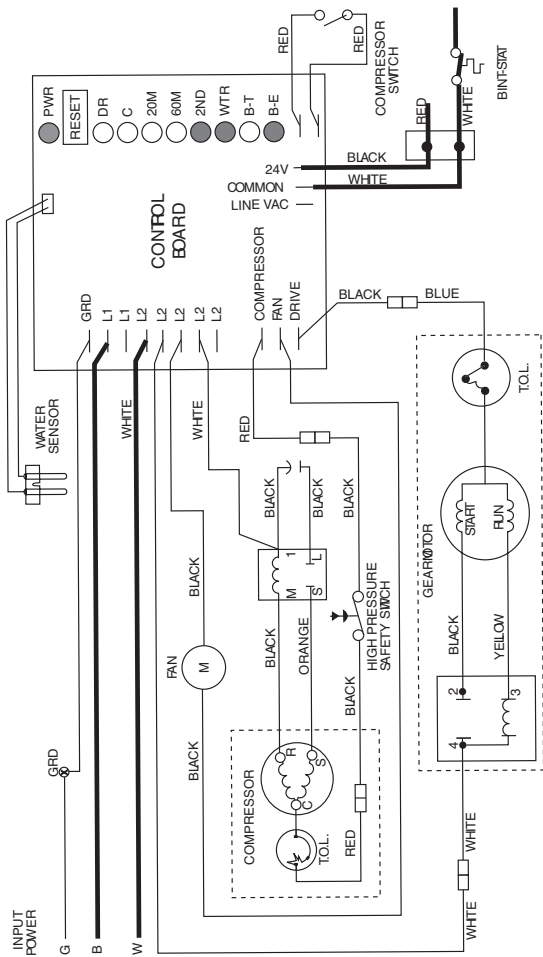 INPUT
POWER
G
B
W
GRD
WATER
SENSOR
GRD
L1
L1
L2
L2
L2
L2
L2
CONTROL
BOARD
PWR
RESET
DR
C
20M
60M
2ND
WTR
B-T
B-E
24V
COMMON
LINE VAC
COMPRESSOR
FAN
DRIVE
RED
RED
COMPRESSOR
SWITCH
BLACK
WHITE
RED
WHITE
BINT-STAT
WHITE
WHITE
BLACK
FAN
M
BLACK
RED
BLACK
BLACK
BLACK
1
L
M
S
BLACK
ORANGE
HIGH PRESSURE
SAFETY SWITCH
BLACK
COMPRESSOR
R
S
C
T.O.L.
RED
BLACK
BLUE
T.O.L.
GEARMOTOR
START
RUN
BLACK
YELLOW
2
3
4
WHITE
WHITE